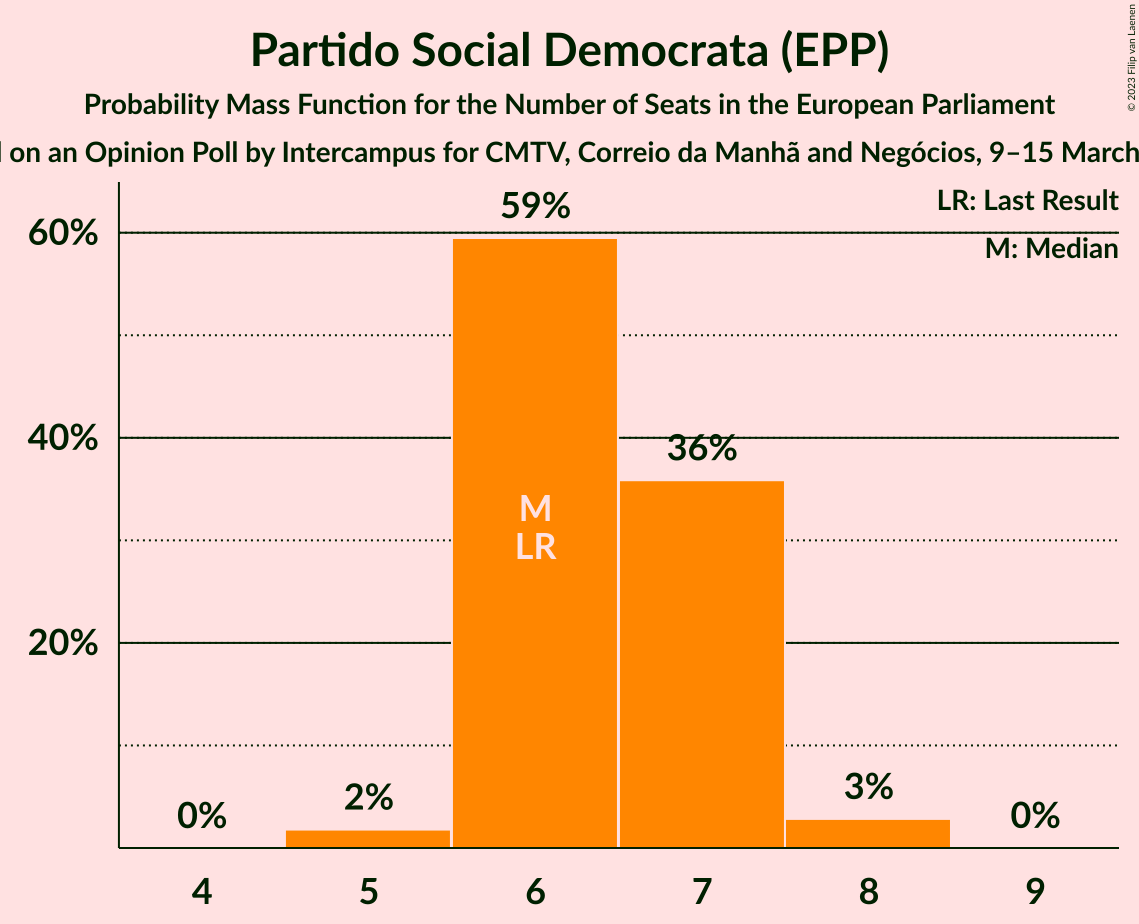 Partido Social Democrata (EPP)
Probability Mass Function for the Number of Seats in the European Parliament
on an Opinion Poll by Intercampus for CMTV, Correio da Manhã and Negócios, 9–15 March
© 2023 Filip van Laenen
LR: Last Result
M: Median
60%
40%
20%
0%
2%
59%
36%
3%
0%
M
LR
4 5 6 7 8 9